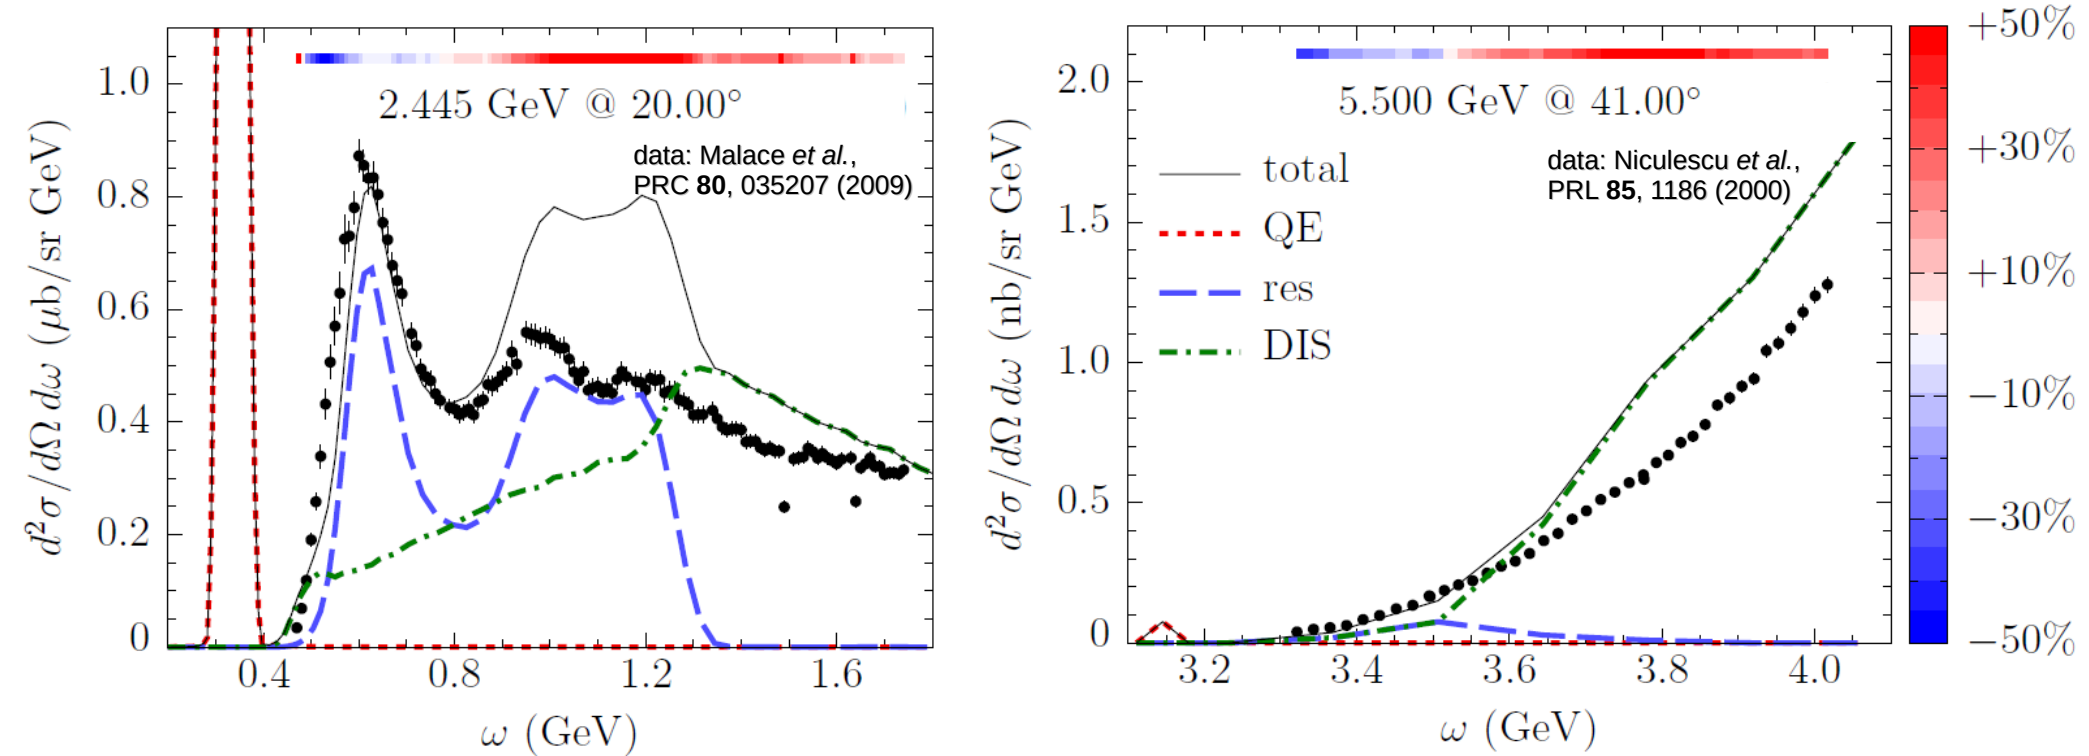 d²σ/dΩ dω (μb/sr GeV)
1.0
0.8
0.6
0.4
0.2
0
2.445 GeV @ 20.00°
data: Malace et al.,
PRC 80, 035207 (2009)
0.4 0.8 1.2 1.6
ω (GeV)
d²σ/dΩ dω (nb/sr GeV)
2.0
1.5
1.0
0.5
0
5.500 GeV @ 41.00°
total
QE
res
DIS
data: Niculescu et al.,
PRL 85, 1186 (2000)
3.2 3.4 3.6 3.8 4.0
ω (GeV)
+50%
+30%
+10%
−10%
−30%
−50%